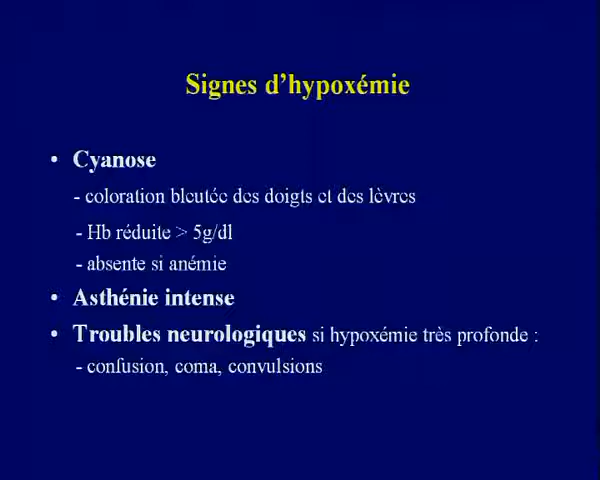 Signes d’hypoxémie
• Cyanose
- coloration bleutée des doigts et des lèvres
- Hb réduite > 5g/dl
- absente si anémie
• Asthénie intense
• Troubles neurologiques si hypoxémie très profonde :
- confusion, coma, convulsions